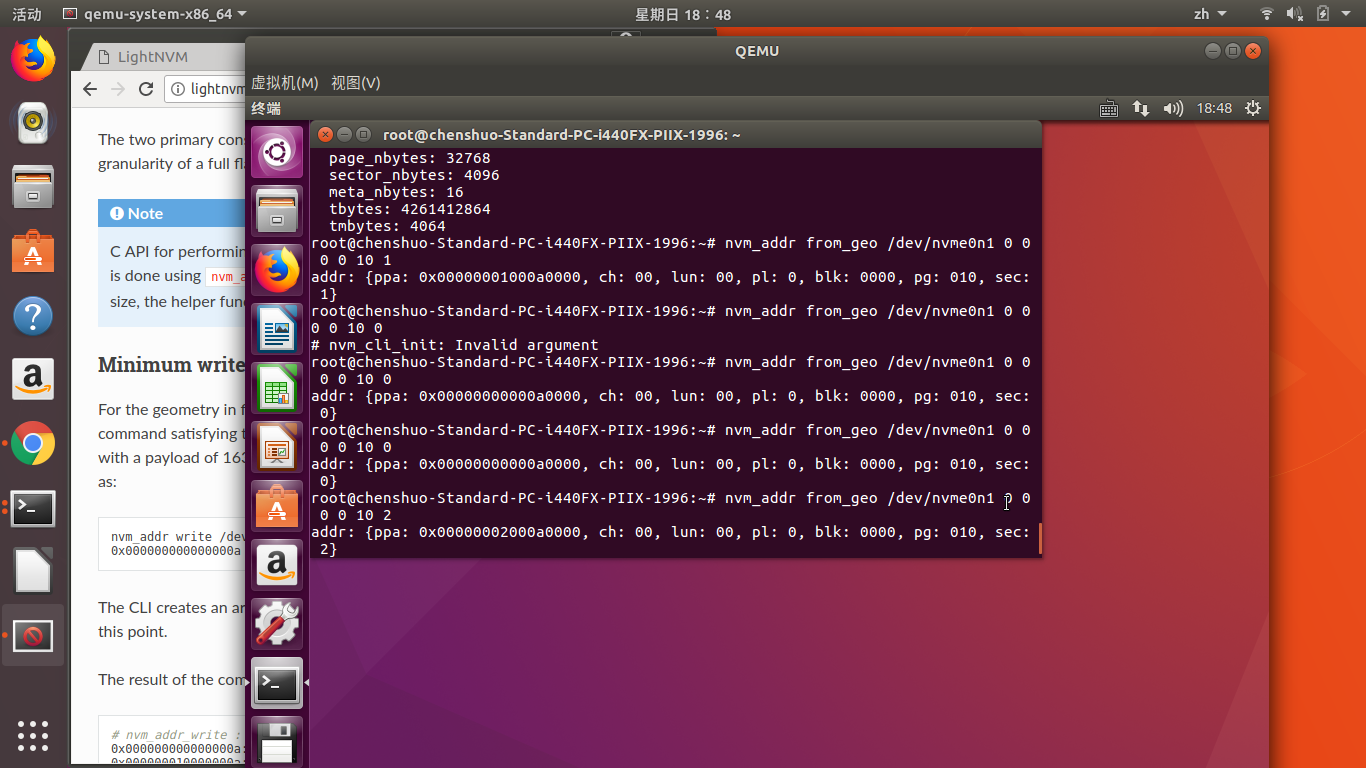 活动 qemu-system-x86_64 星期日 18：48 zh
LightNVM
lightnvm
The two primary cons
granularity of a full fl
Note
C API for performin
is done using nvm_a
size, the helper fun
Minimum write
For the geometry in f
command satisfying t
with a payload of 163
as:
nvm_addr write /dev
0x000000000000000a
The CLI creates an ar
this point.
The result of the com
# nvm_addr_write :
0x000000000000000a:
0x000000010000000a:
QEMU
虚拟机(M) 视图(V)
终端 18:48
root@chenshuo-Standard-PC-i440FX-PIIX-1996: ~
page_nbytes: 32768
sector_nbytes: 4096
meta_nbytes: 16
tbytes: 4261412864
tmbytes: 4064
root@chenshuo-Standard-PC-i440FX-PIIX-1996:~# nvm_addr from_geo /dev/nvme0n1 0 0
0 0 10 1
addr: {ppa: 0x00000001000a0000, ch: 00, lun: 00, pl: 0, blk: 0000, pg: 010, sec:
1}
root@chenshuo-Standard-PC-i440FX-PIIX-1996:~# nvm_addr from_geo /dev/nvme0n1 0 0
0 0 10 0
# nvm_cli_init: Invalid argument
root@chenshuo-Standard-PC-i440FX-PIIX-1996:~# nvm_addr from_geo /dev/nvme0n1 0 0
0 0 10 0
addr: {ppa: 0x00000000000a0000, ch: 00, lun: 00, pl: 0, blk: 0000, pg: 010, sec:
0}
root@chenshuo-Standard-PC-i440FX-PIIX-1996:~# nvm_addr from_geo /dev/nvme0n1 0 0
0 0 10 0
addr: {ppa: 0x00000000000a0000, ch: 00, lun: 00, pl: 0, blk: 0000, pg: 010, sec:
0}
root@chenshuo-Standard-PC-i440FX-PIIX-1996:~# nvm_addr from_geo /dev/nvme0n1 0 0
0 0 10 2
addr: {ppa: 0x00000002000a0000, ch: 00, lun: 00, pl: 0, blk: 0000, pg: 010, sec:
2}